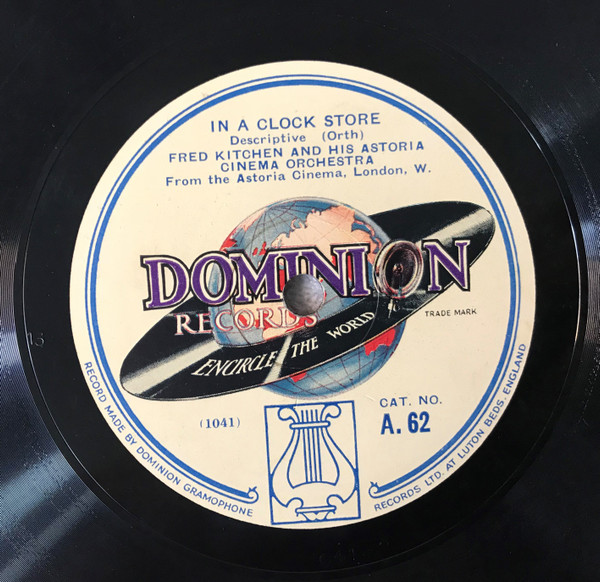 IN A CLOCK STORE
Descriptive (Orth)
FRED KITCHEN AND HIS ASTORIA
CINEMA ORCHESTRA
From the Astoria Cinema, London, W.
DOMINION
RECORDS
TRADE MARK
ENCIRCLE THE WORLD
(1041)
CAT. NO.
A. 62
RECORD MADE BY DOMINION GRAMOPHONE
RECORDS LTD. AT LUTON BEDS. ENGLAND